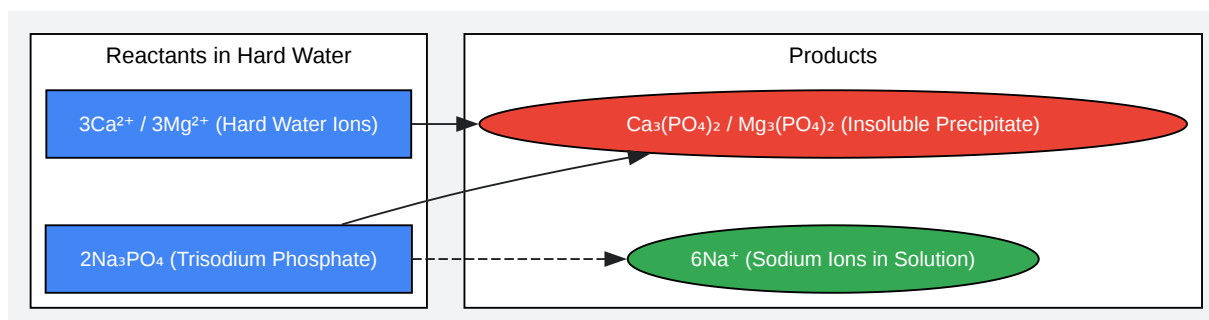 Reactants in Hard Water
3Ca²⁺ / 3Mg²⁺ (Hard Water Ions)
2Na₃PO₄ (Trisodium Phosphate)
Products
Ca₃(PO₄)₂ / Mg₃(PO₄)₂ (Insoluble Precipitate)
6Na⁺ (Sodium Ions in Solution)